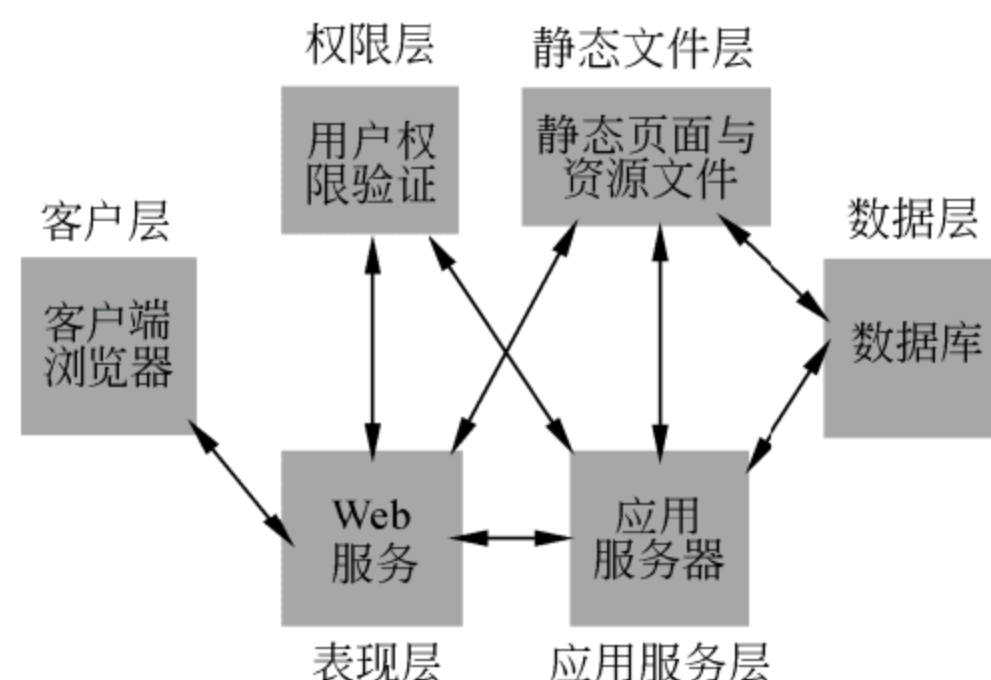 权限层
静态文件层
用户权
限验证
静态页面与
资源文件
客户层
数据层
客户端
浏览器
数据库
Web
服务
应用
服务器
表现层
应用服务层